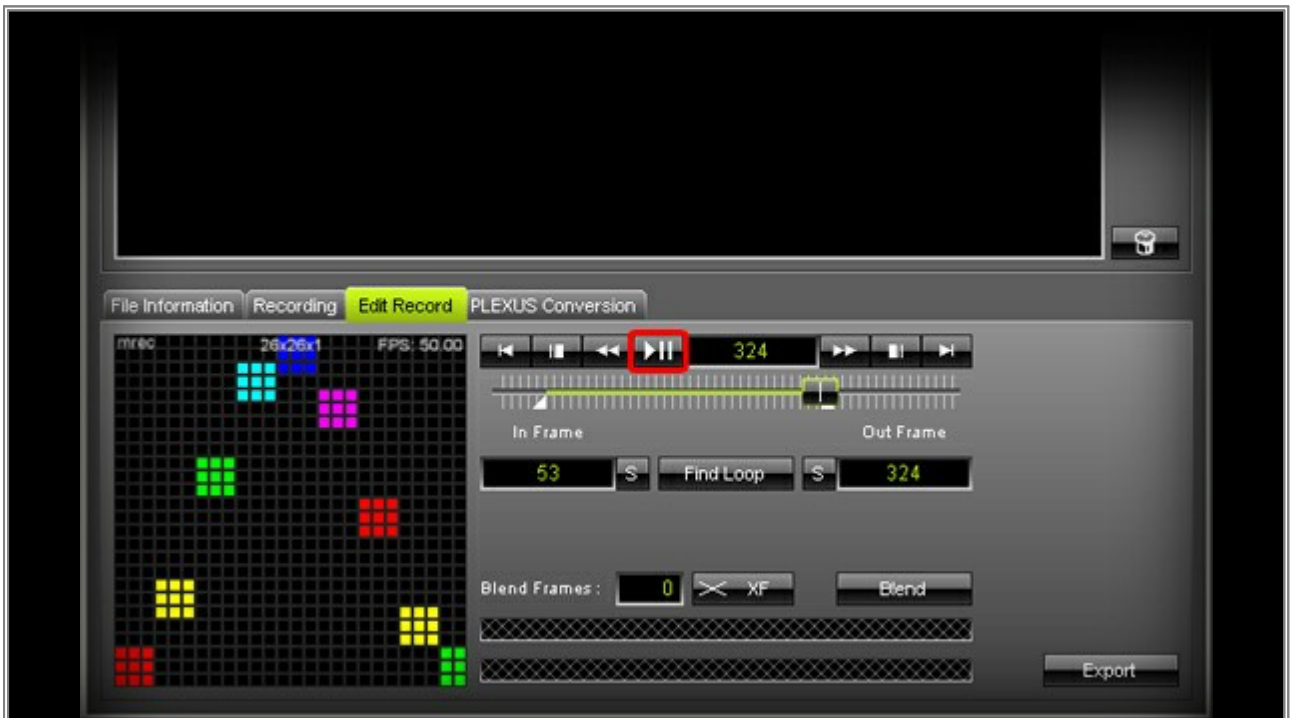 File Information Recording Edit Record PLEXUS Conversion
mrec 26x26x1 FPS: 50.00
324
In Frame Out Frame
53 S Find Loop S 324
Blend Frames : 0 XF Blend
Export